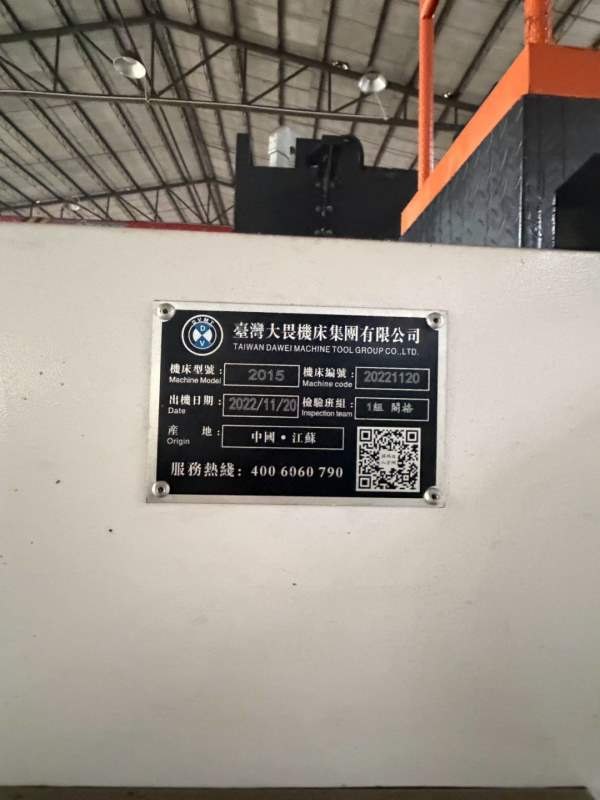 DVMT
D
V
臺灣大畏機床集團有限公司
TAIWAN DAWEI MACHINE TOOL GROUP CO.,LTD.
機床型號： 2015 機床編號： 20221120
Machine Model Machine code
出機日期： 2022/11/20 檢驗班組： 1組
Date Inspection team
産 地： 中國·江蘇
Origin
服務熱綫：400 6060 790